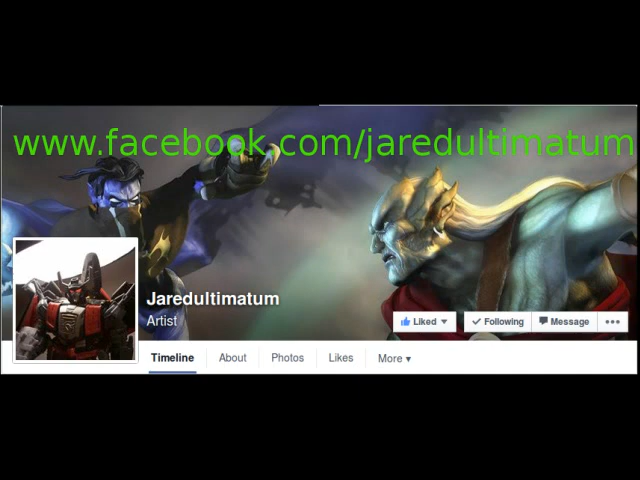 www.facebook.com/jaredultimatum
Jaredultimatum
Artist
Liked
Following
Message
Timeline
About
Photos
Likes
More